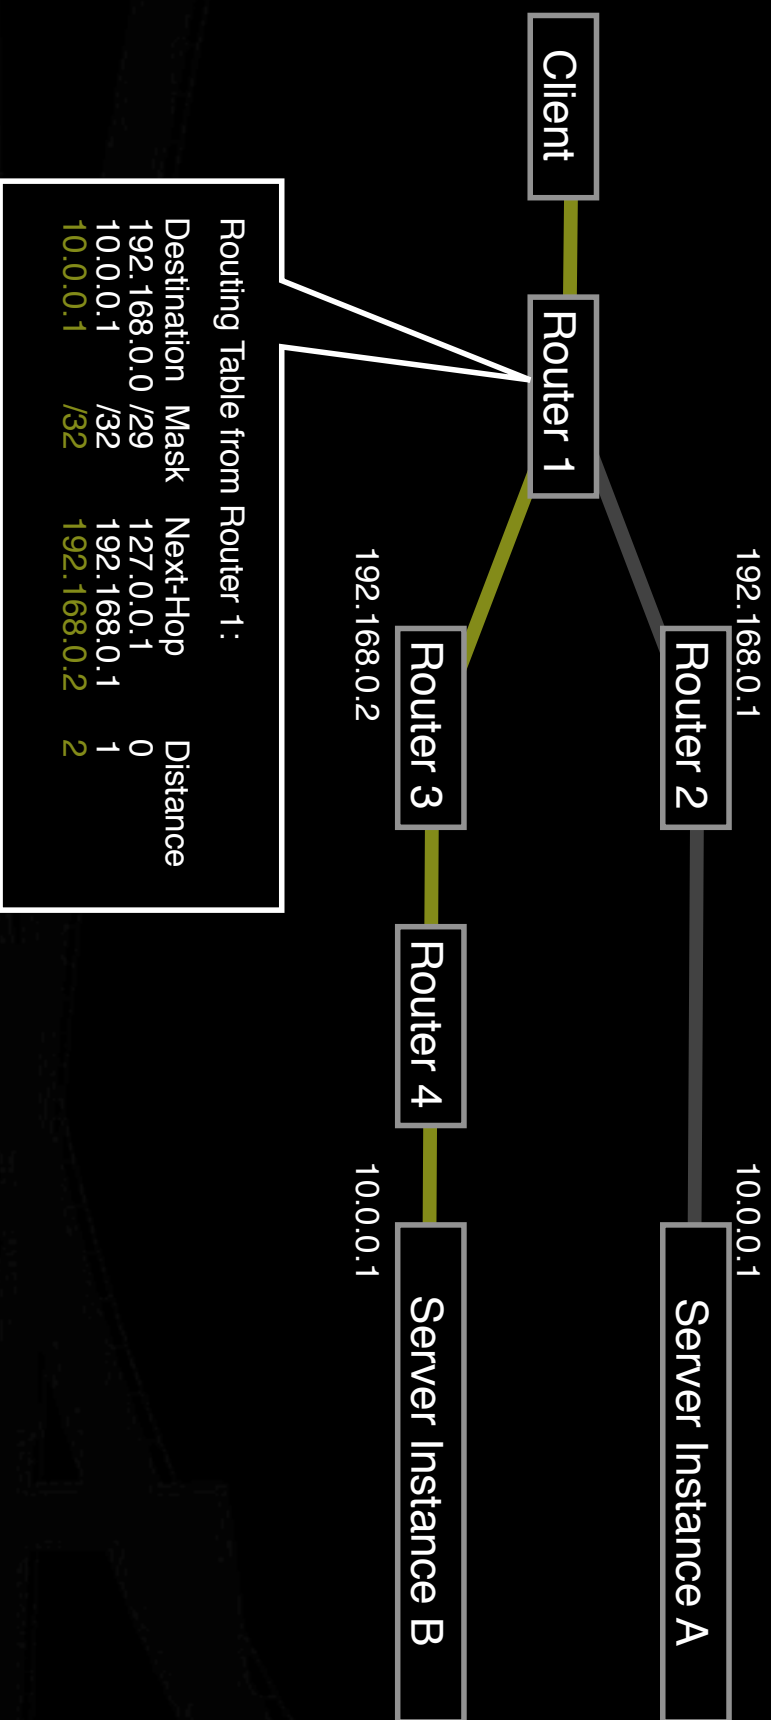 192.168.0.1
10.0.0.1
Router 2
Server Instance A
Client
Router 1
Router 3
Router 4
Server Instance B
192.168.0.2
10.0.0.1
Routing Table from Router 1:
Destination Mask Next-Hop Distance
192.168.0.0 /29 127.0.0.1 0
10.0.0.1 /32 192.168.0.1 1
10.0.0.1 /32 192.168.0.2 2